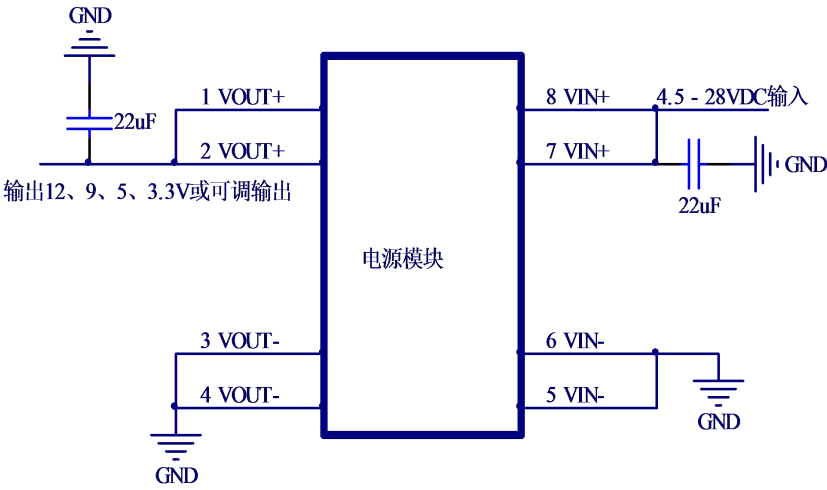 GND
22uF
1 VOUT+
2 VOUT+
输出12、9、5、3.3V或可调输出
8 VIN+
4.5 - 28VDC输入
7 VIN+
GND
22uF
电源模块
3 VOUT-
4 VOUT-
GND
6 VIN-
5 VIN-
GND